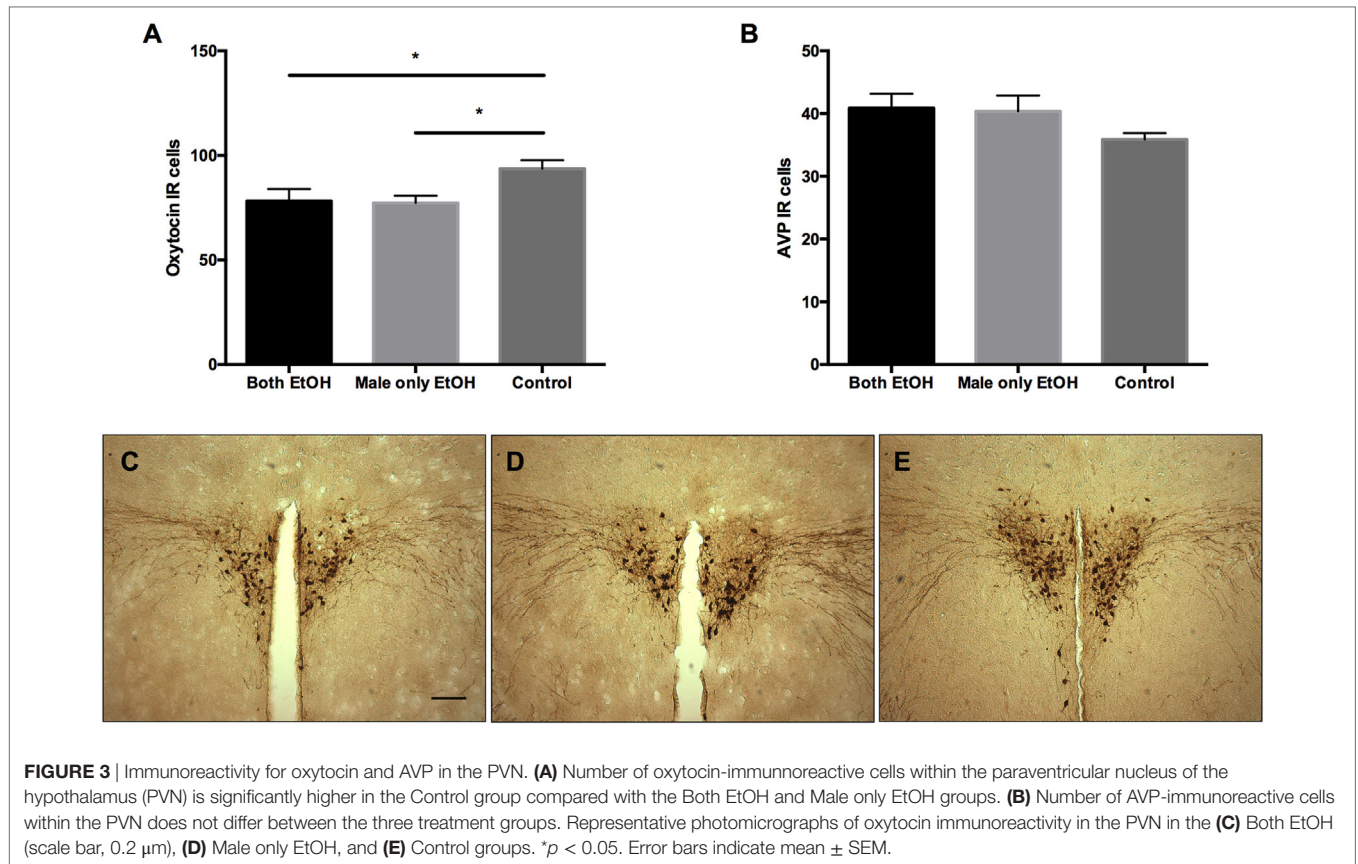 A
150
100
50
0
Oxytocin IR cells
*
*
Both EtOH
Male only EtOH
Control
B
50
40
30
20
10
0
AVP IR cells
Both EtOH
Male only EtOH
Control
C
D
E
FIGURE 3 | Immunoreactivity for oxytocin and AVP in the PVN. (A) Number of oxytocin-immunnoreactive cells within the paraventricular nucleus of the
hypothalamus (PVN) is significantly higher in the Control group compared with the Both EtOH and Male only EtOH groups. (B) Number of AVP-immunoreactive cells
within the PVN does not differ between the three treatment groups. Representative photomicrographs of oxytocin immunoreactivity in the PVN in the (C) Both EtOH
(scale bar, 0.2 μm), (D) Male only EtOH, and (E) Control groups. *p < 0.05. Error bars indicate mean ± SEM.